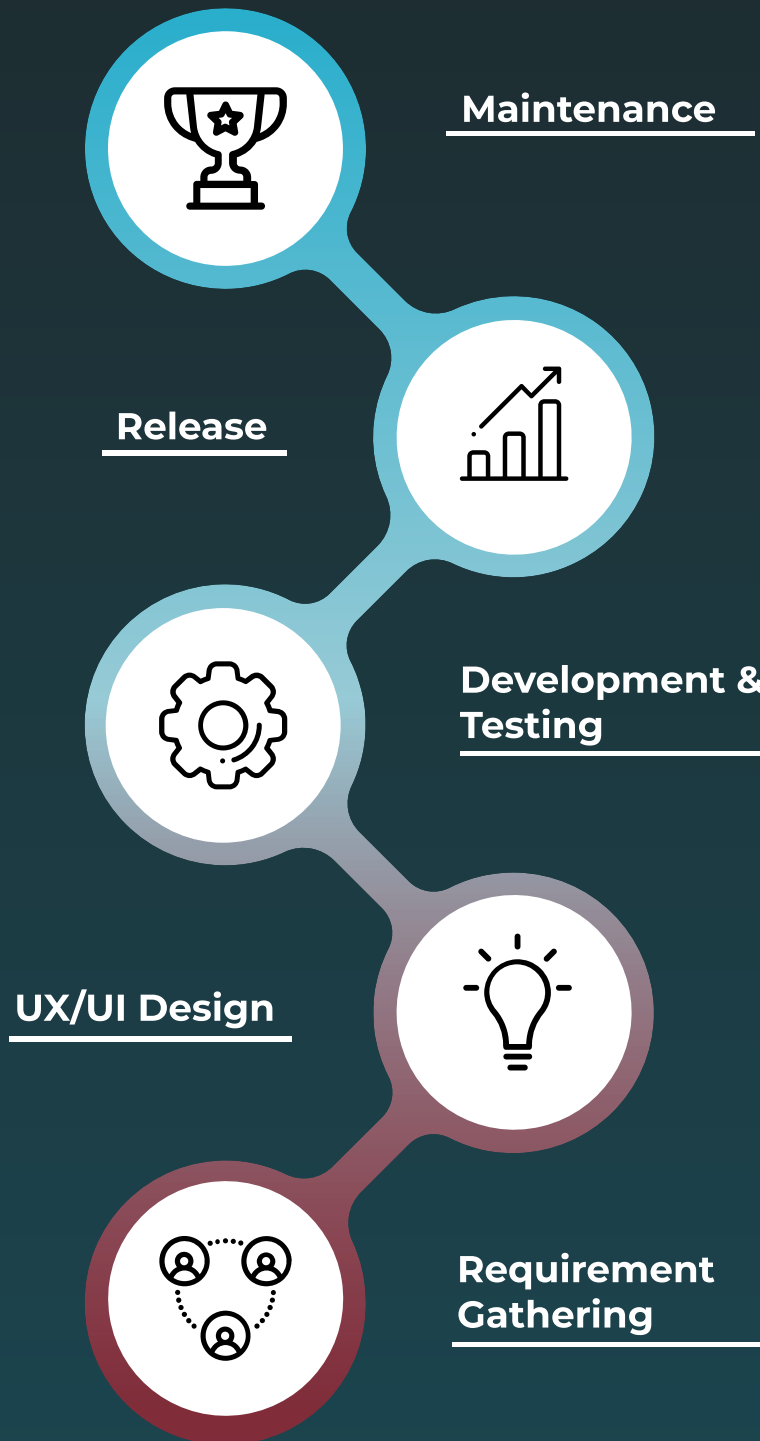 Maintenance
Release
Development &
Testing
UX/UI Design
Requirement
Gathering